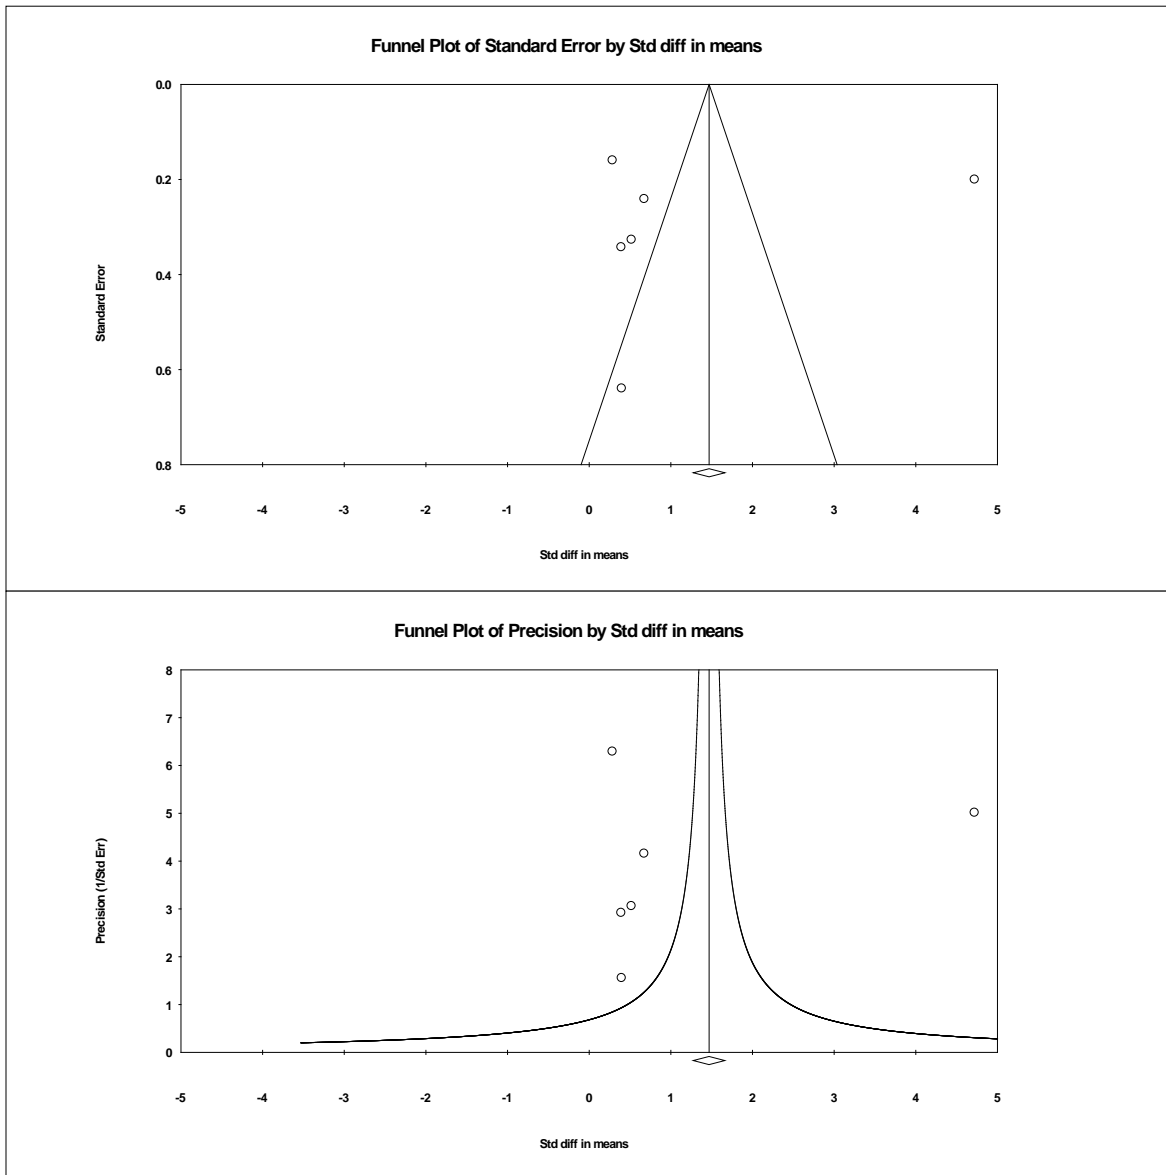 Funnel Plot of Standard Error by Std diff in means
0.0
0.2
0.4
0.6
0.8
Standard Error
-5 -4 -3 -2 -1 0 1 2 3 4 5
Std diff in means
Funnel Plot of Precision by Std diff in means
8
7
6
5
4
3
2
1
0
Precision (1/Std Err)
-5 -4 -3 -2 -1 0 1 2 3 4 5
Std diff in means